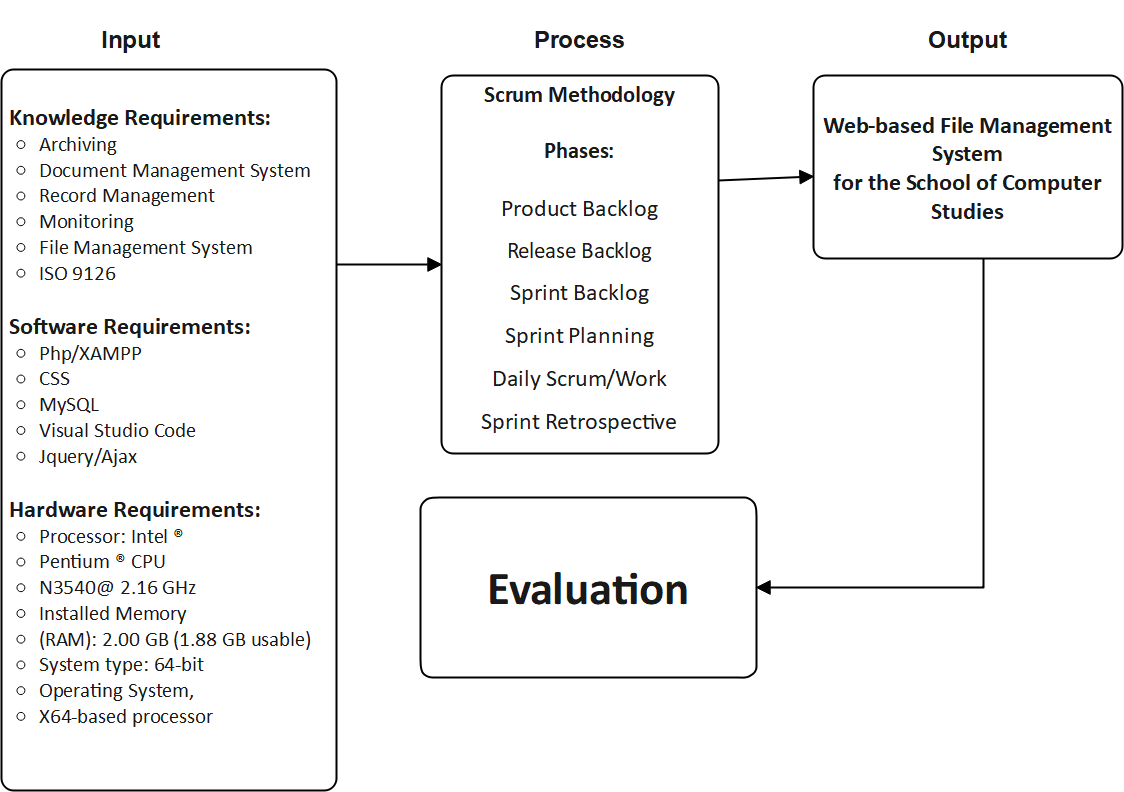 Input
Knowledge Requirements:
Archiving
Document Management System
Record Management
Monitoring
File Management System
ISO 9126
Software Requirements:
Php/XAMPP
CSS
MySQL
Visual Studio Code
Jquery/Ajax
Hardware Requirements:
Processor: Intel ®
Pentium ® CPU
N3540@ 2.16 GHz
Installed Memory
(RAM): 2.00 GB (1.88 GB usable)
System type: 64-bit
Operating System,
X64-based processor
Process
Scrum Methodology
Phases:
Product Backlog
Release Backlog
Sprint Backlog
Sprint Planning
Daily Scrum/Work
Sprint Retrospective
Output
Web-based File Management
System
for the School of Computer
Studies
Evaluation